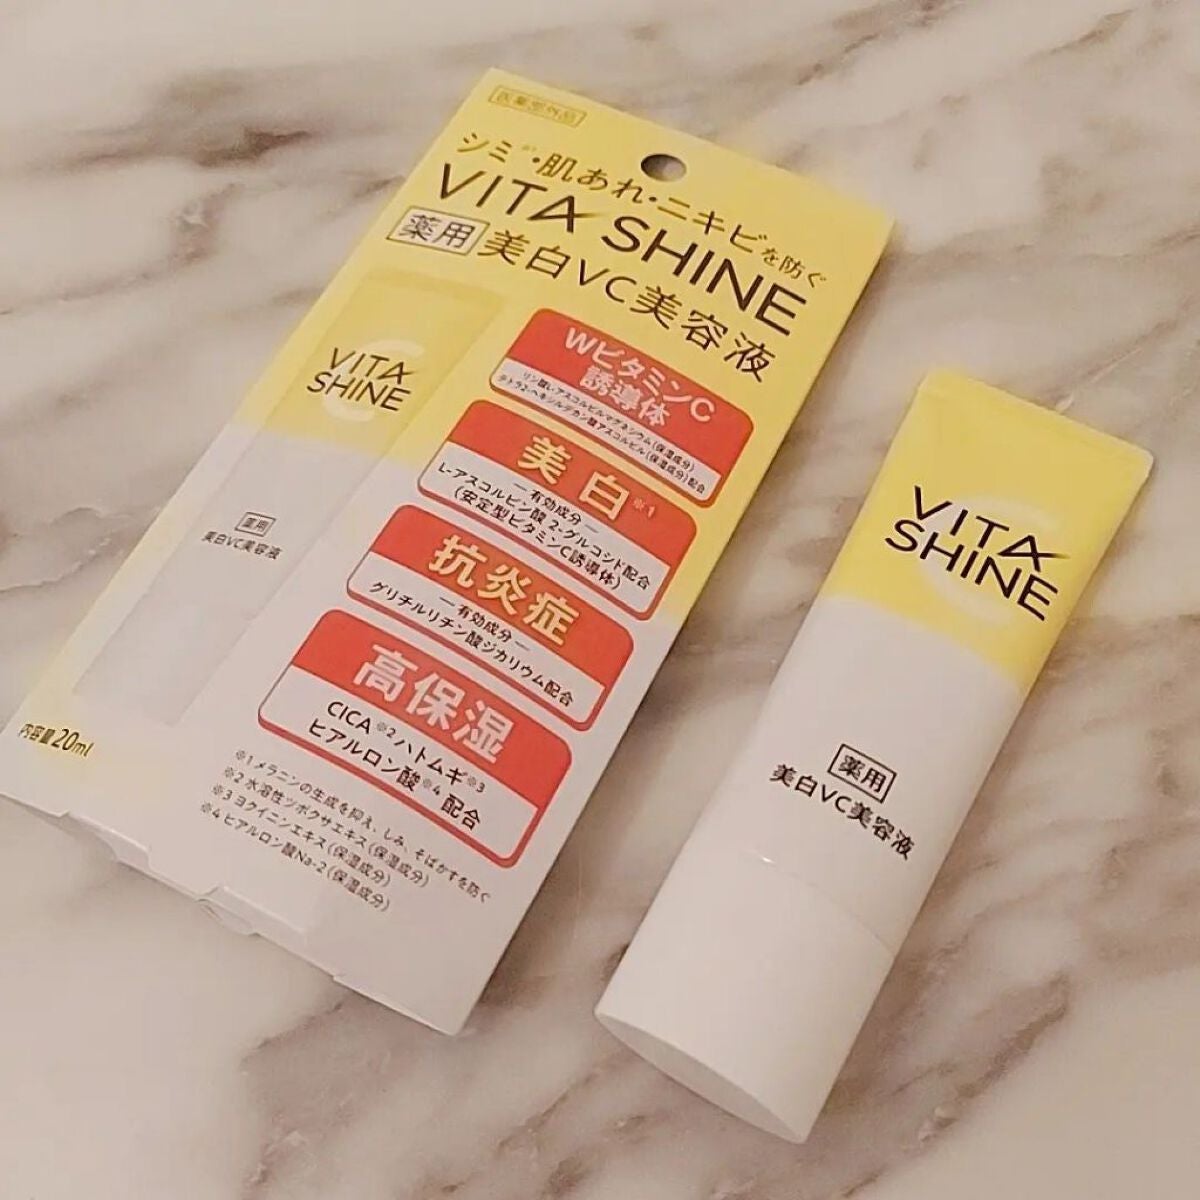 医薬部外品
シミ※1・肌あれ・ニキビを防ぐ
VITA SHINE
薬用 美白VC美容液
Wビタミン C
誘導体
リン酸L-アスコルビルマグネシウム(保湿成分)
テトラ2-ヘキシルデカン酸アスコルビル(保湿成分)配合
美白※1
―有効成分―
L-アスコルビン酸 2-グルコシド配合
(安定型ビタミンC誘導体)
抗炎症
―有効成分―
グリチルリチン酸ジカリウム配合
高保湿
CICA※2ハトムギ※3
ヒアルロン酸※4 配合
※1 メラニンの生成を抑え、しみ、そばかすを防ぐ
※2 水溶性ツボクサエキス(保湿成分)
※3 ヨクイニンエキス(保湿成分)
※4 ヒアルロン酸Na-2(保湿成分)
VITA
SHINE
薬用
美白VC美容液
内容量20ml
VITA
SHINE
薬用
美白VC美容液